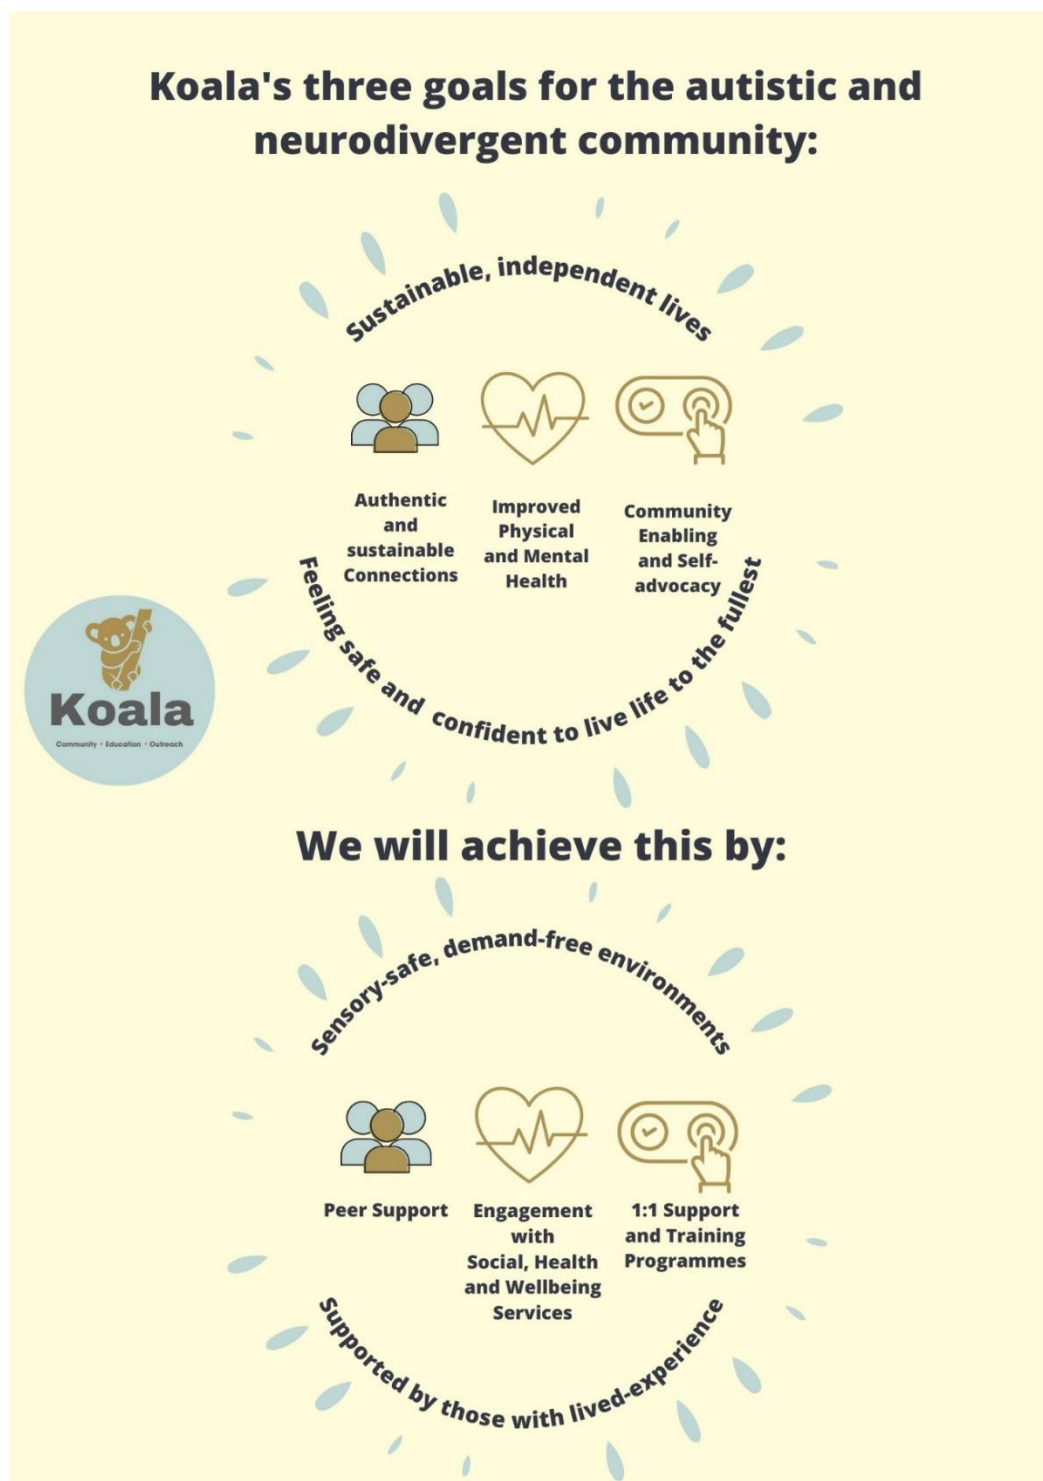 Koala's three goals for the autistic and
neurodivergent community:
Sustainable, independent lives
Authentic
and
sustainable
Connections
Improved
Physical
and Mental
Health
Community
Enabling
and Self-
advocacy
Feeling safe and confident to live life to the fullest
Koala
Community • Education • Outreach
We will achieve this by:
Sensory-safe, demand-free environments
Peer Support
Engagement
with
Social, Health
and Wellbeing
Services
1:1 Support
and Training
Programmes
Supported by those with lived-experience